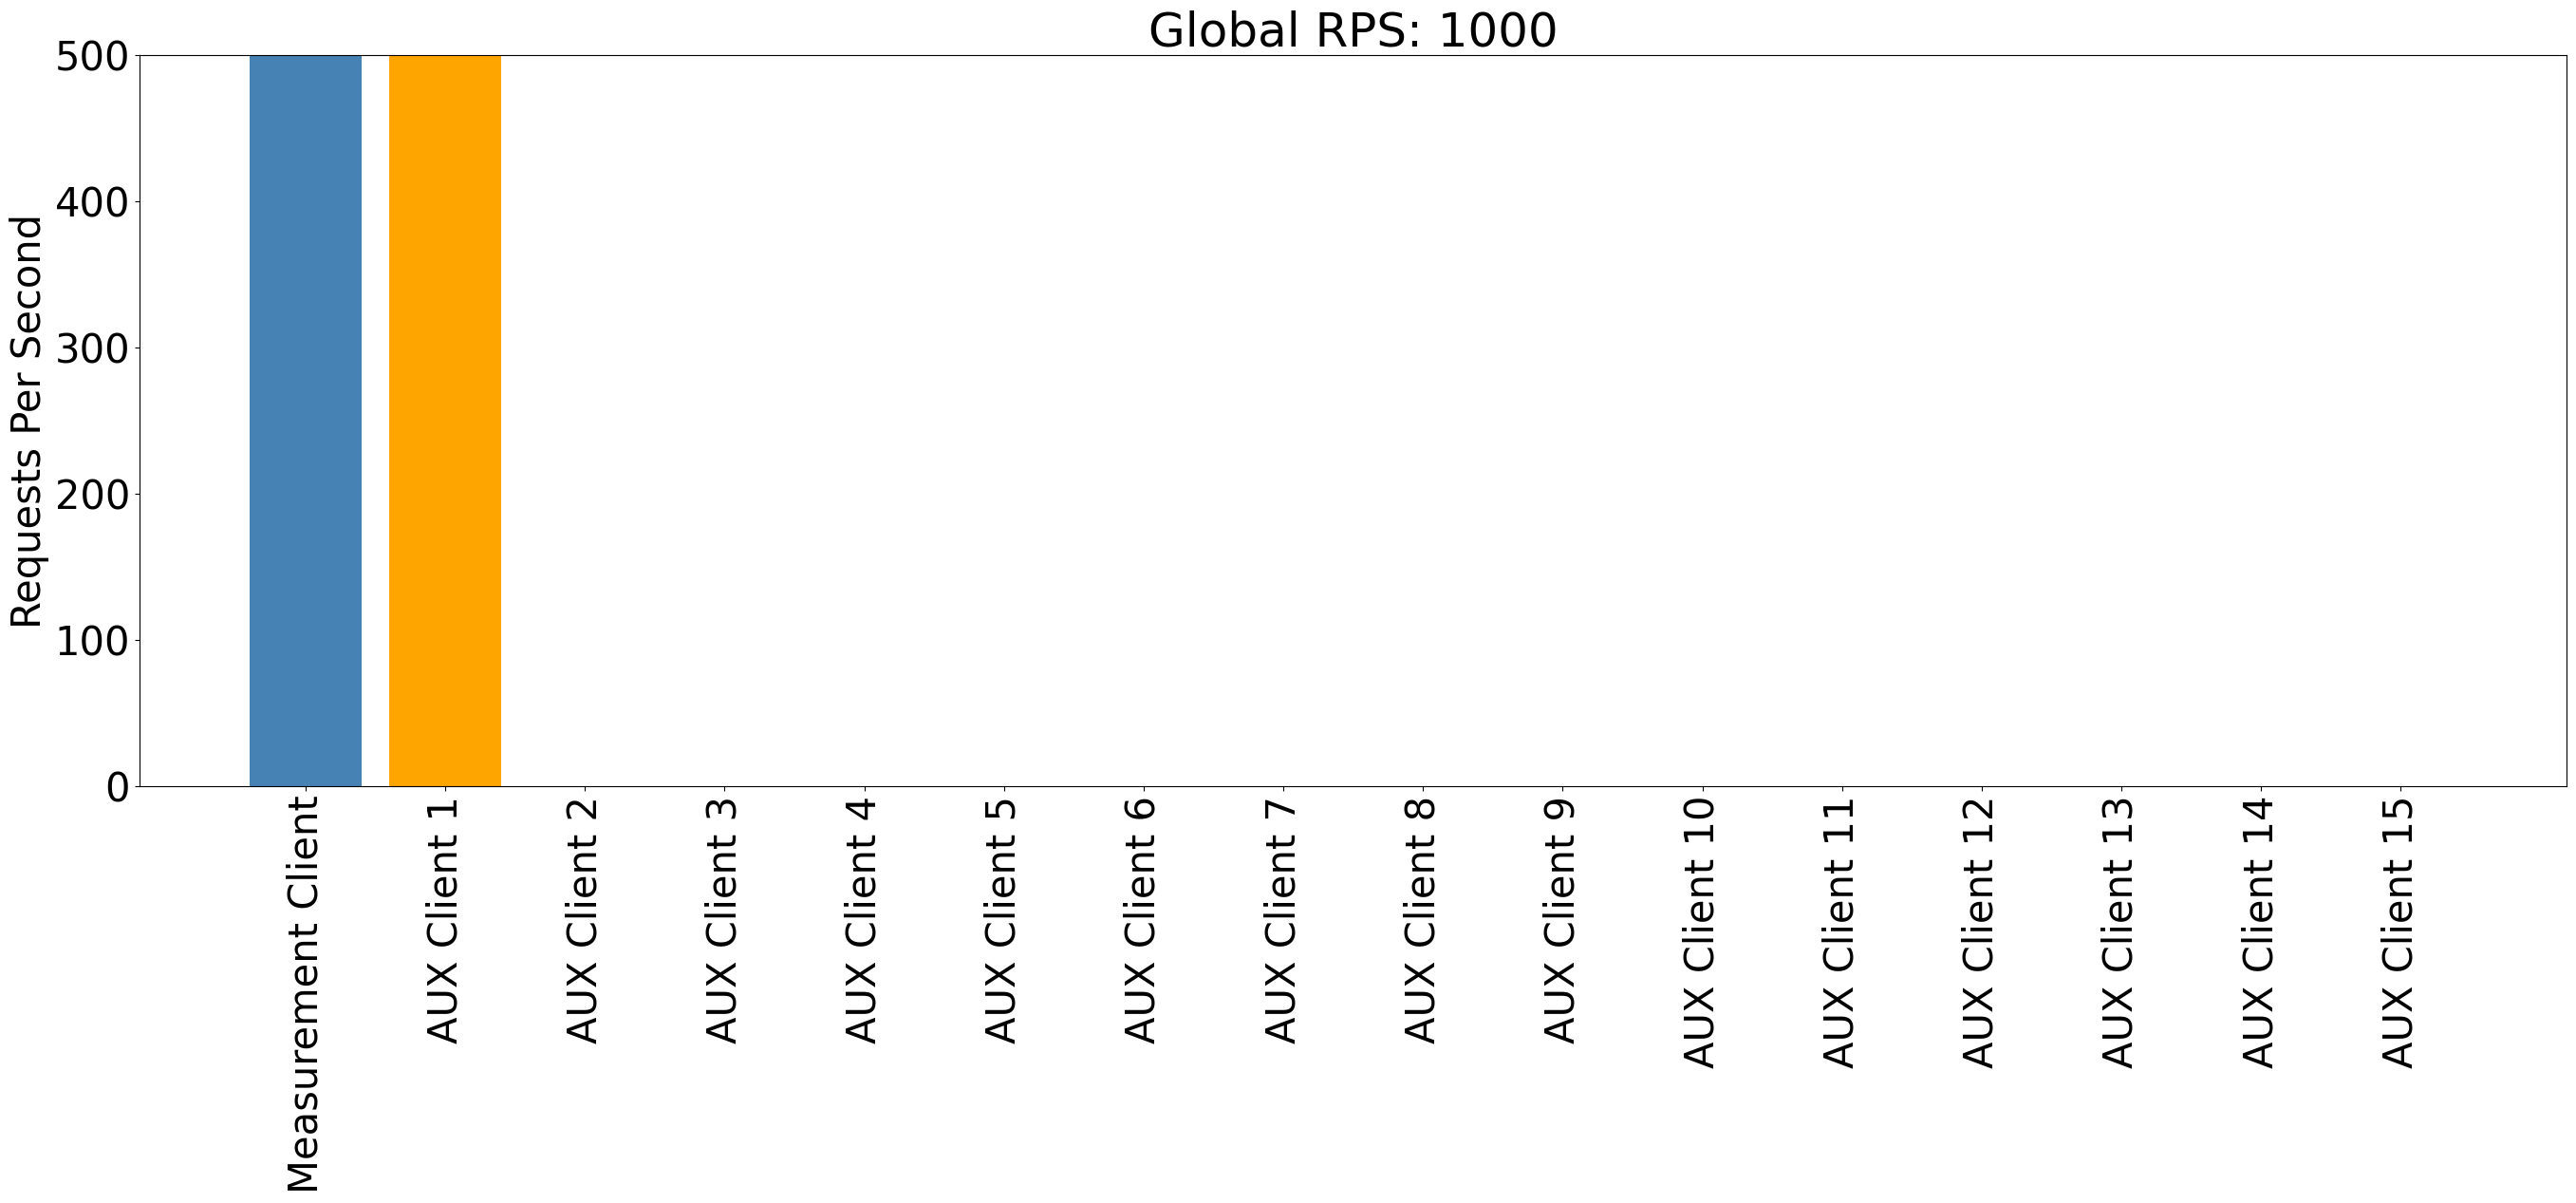 Global RPS: 1000
500
400
300
200
100
0
Requests Per Second
Measurement Client
AUX Client 1
AUX Client 2
AUX Client 3
AUX Client 4
AUX Client 5
AUX Client 6
AUX Client 7
AUX Client 8
AUX Client 9
AUX Client 10
AUX Client 11
AUX Client 12
AUX Client 13
AUX Client 14
AUX Client 15